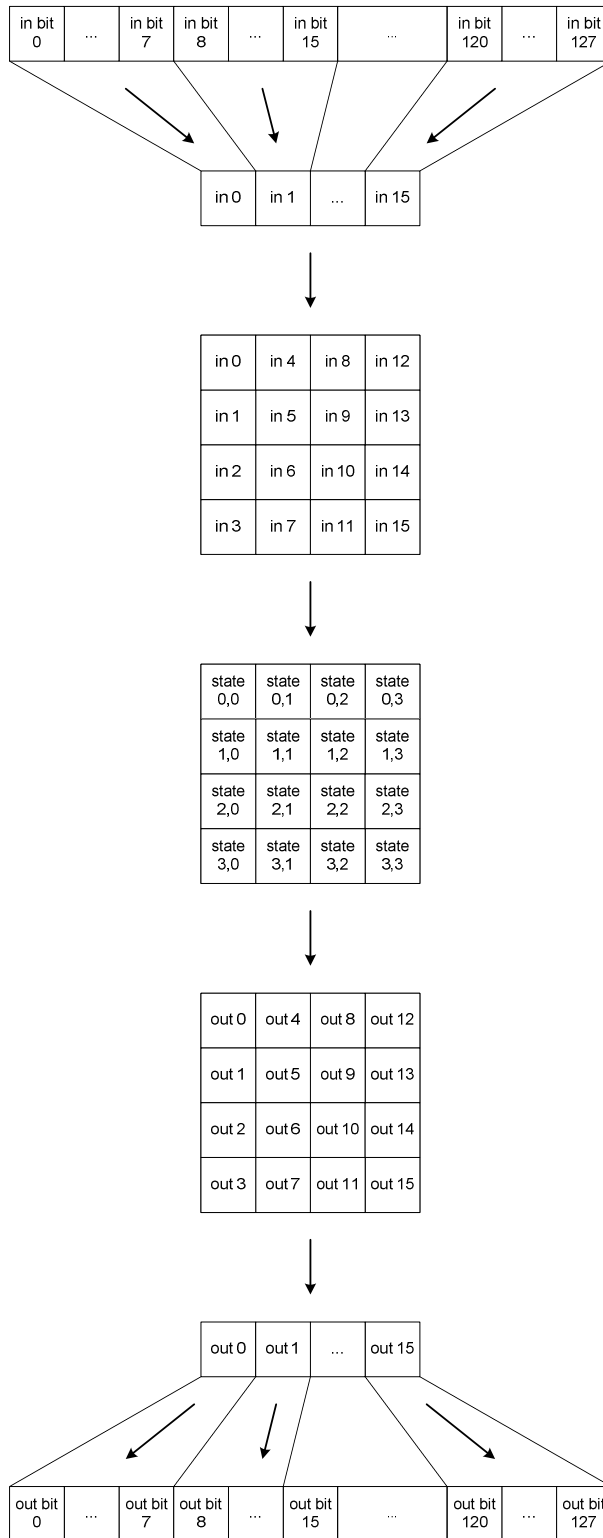 in bit ... in bit in bit ... in bit ... in bit ... in bit
0 7 8 15 120 127
in 0 in 1 ... in 15
in 0 in 4 in 8 in 12
in 1 in 5 in 9 in 13
in 2 in 6 in 10 in 14
in 3 in 7 in 11 in 15
state state state state
0,0 0,1 0,2 0,3
state state state state
1,0 1,1 1,2 1,3
state state state state
2,0 2,1 2,2 2,3
state state state state
3,0 3,1 3,2 3,3
out 0 out 4 out 8 out 12
out 1 out 5 out 9 out 13
out 2 out 6 out 10 out 14
out 3 out 7 out 11 out 15
out 0 out 1 ... out 15
out bit ... out bit out bit ... out bit ... out bit ... out bit
0 7 8 15 120 127